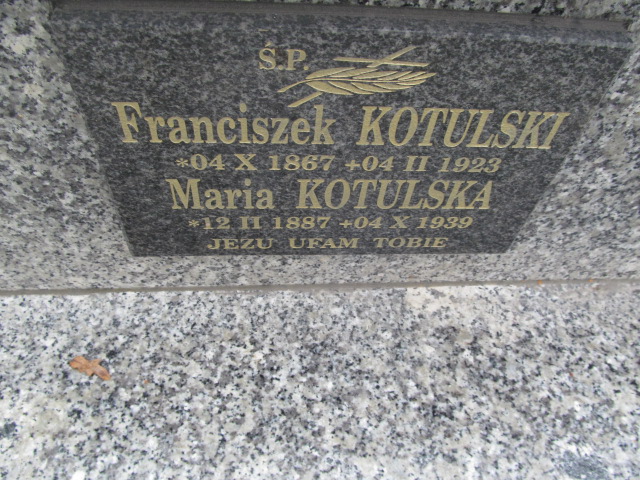 Ś.P.
Franciszek KOTULSKI
*04 X 1867 +04 II 1923
Maria KOTULSKA
*12 II 1887 +04 X 1939
JEZU UFAM TOBIE